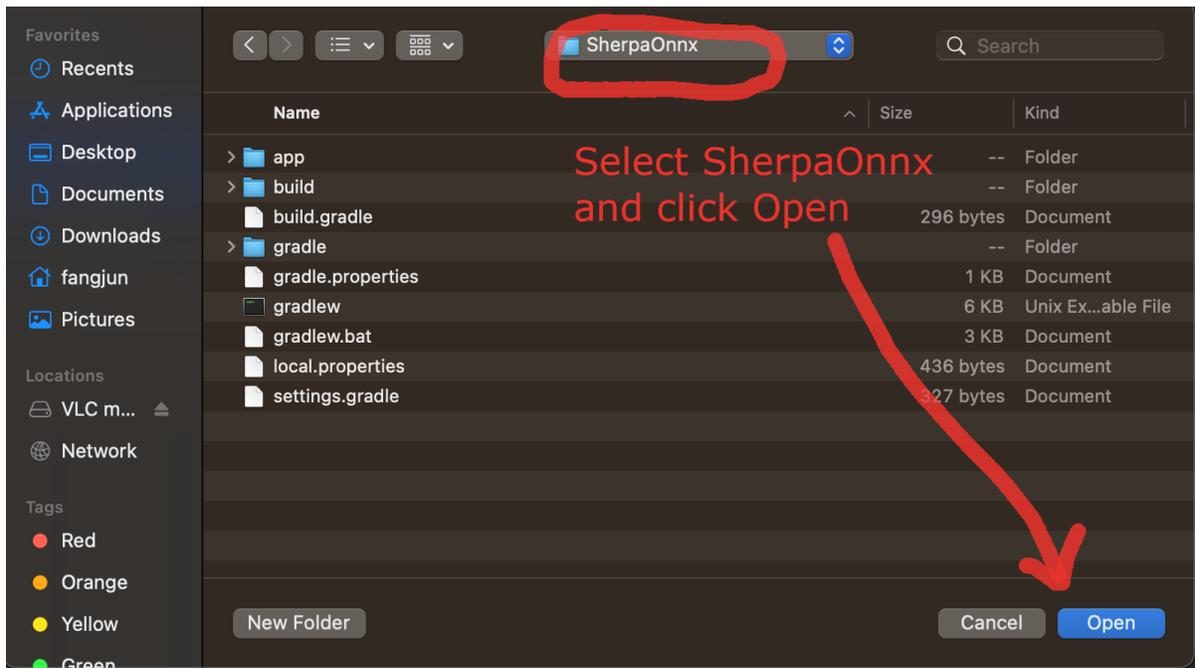 Favorites
Recents
Applications
Desktop
Documents
Downloads
fangjun
Pictures
Locations
VLC m...
Network
Tags
Red
Orange
Yellow
Green
SherpaOnnx
Search
Name Size Kind
app -- Folder
build -- Folder
build.gradle 296 bytes Document
gradle -- Folder
gradle.properties 1 KB Document
gradlew 6 KB Unix Ex...able File
gradlew.bat 3 KB Document
local.properties 436 bytes Document
settings.gradle 327 bytes Document
Select SherpaOnnx
and click Open
New Folder Cancel Open